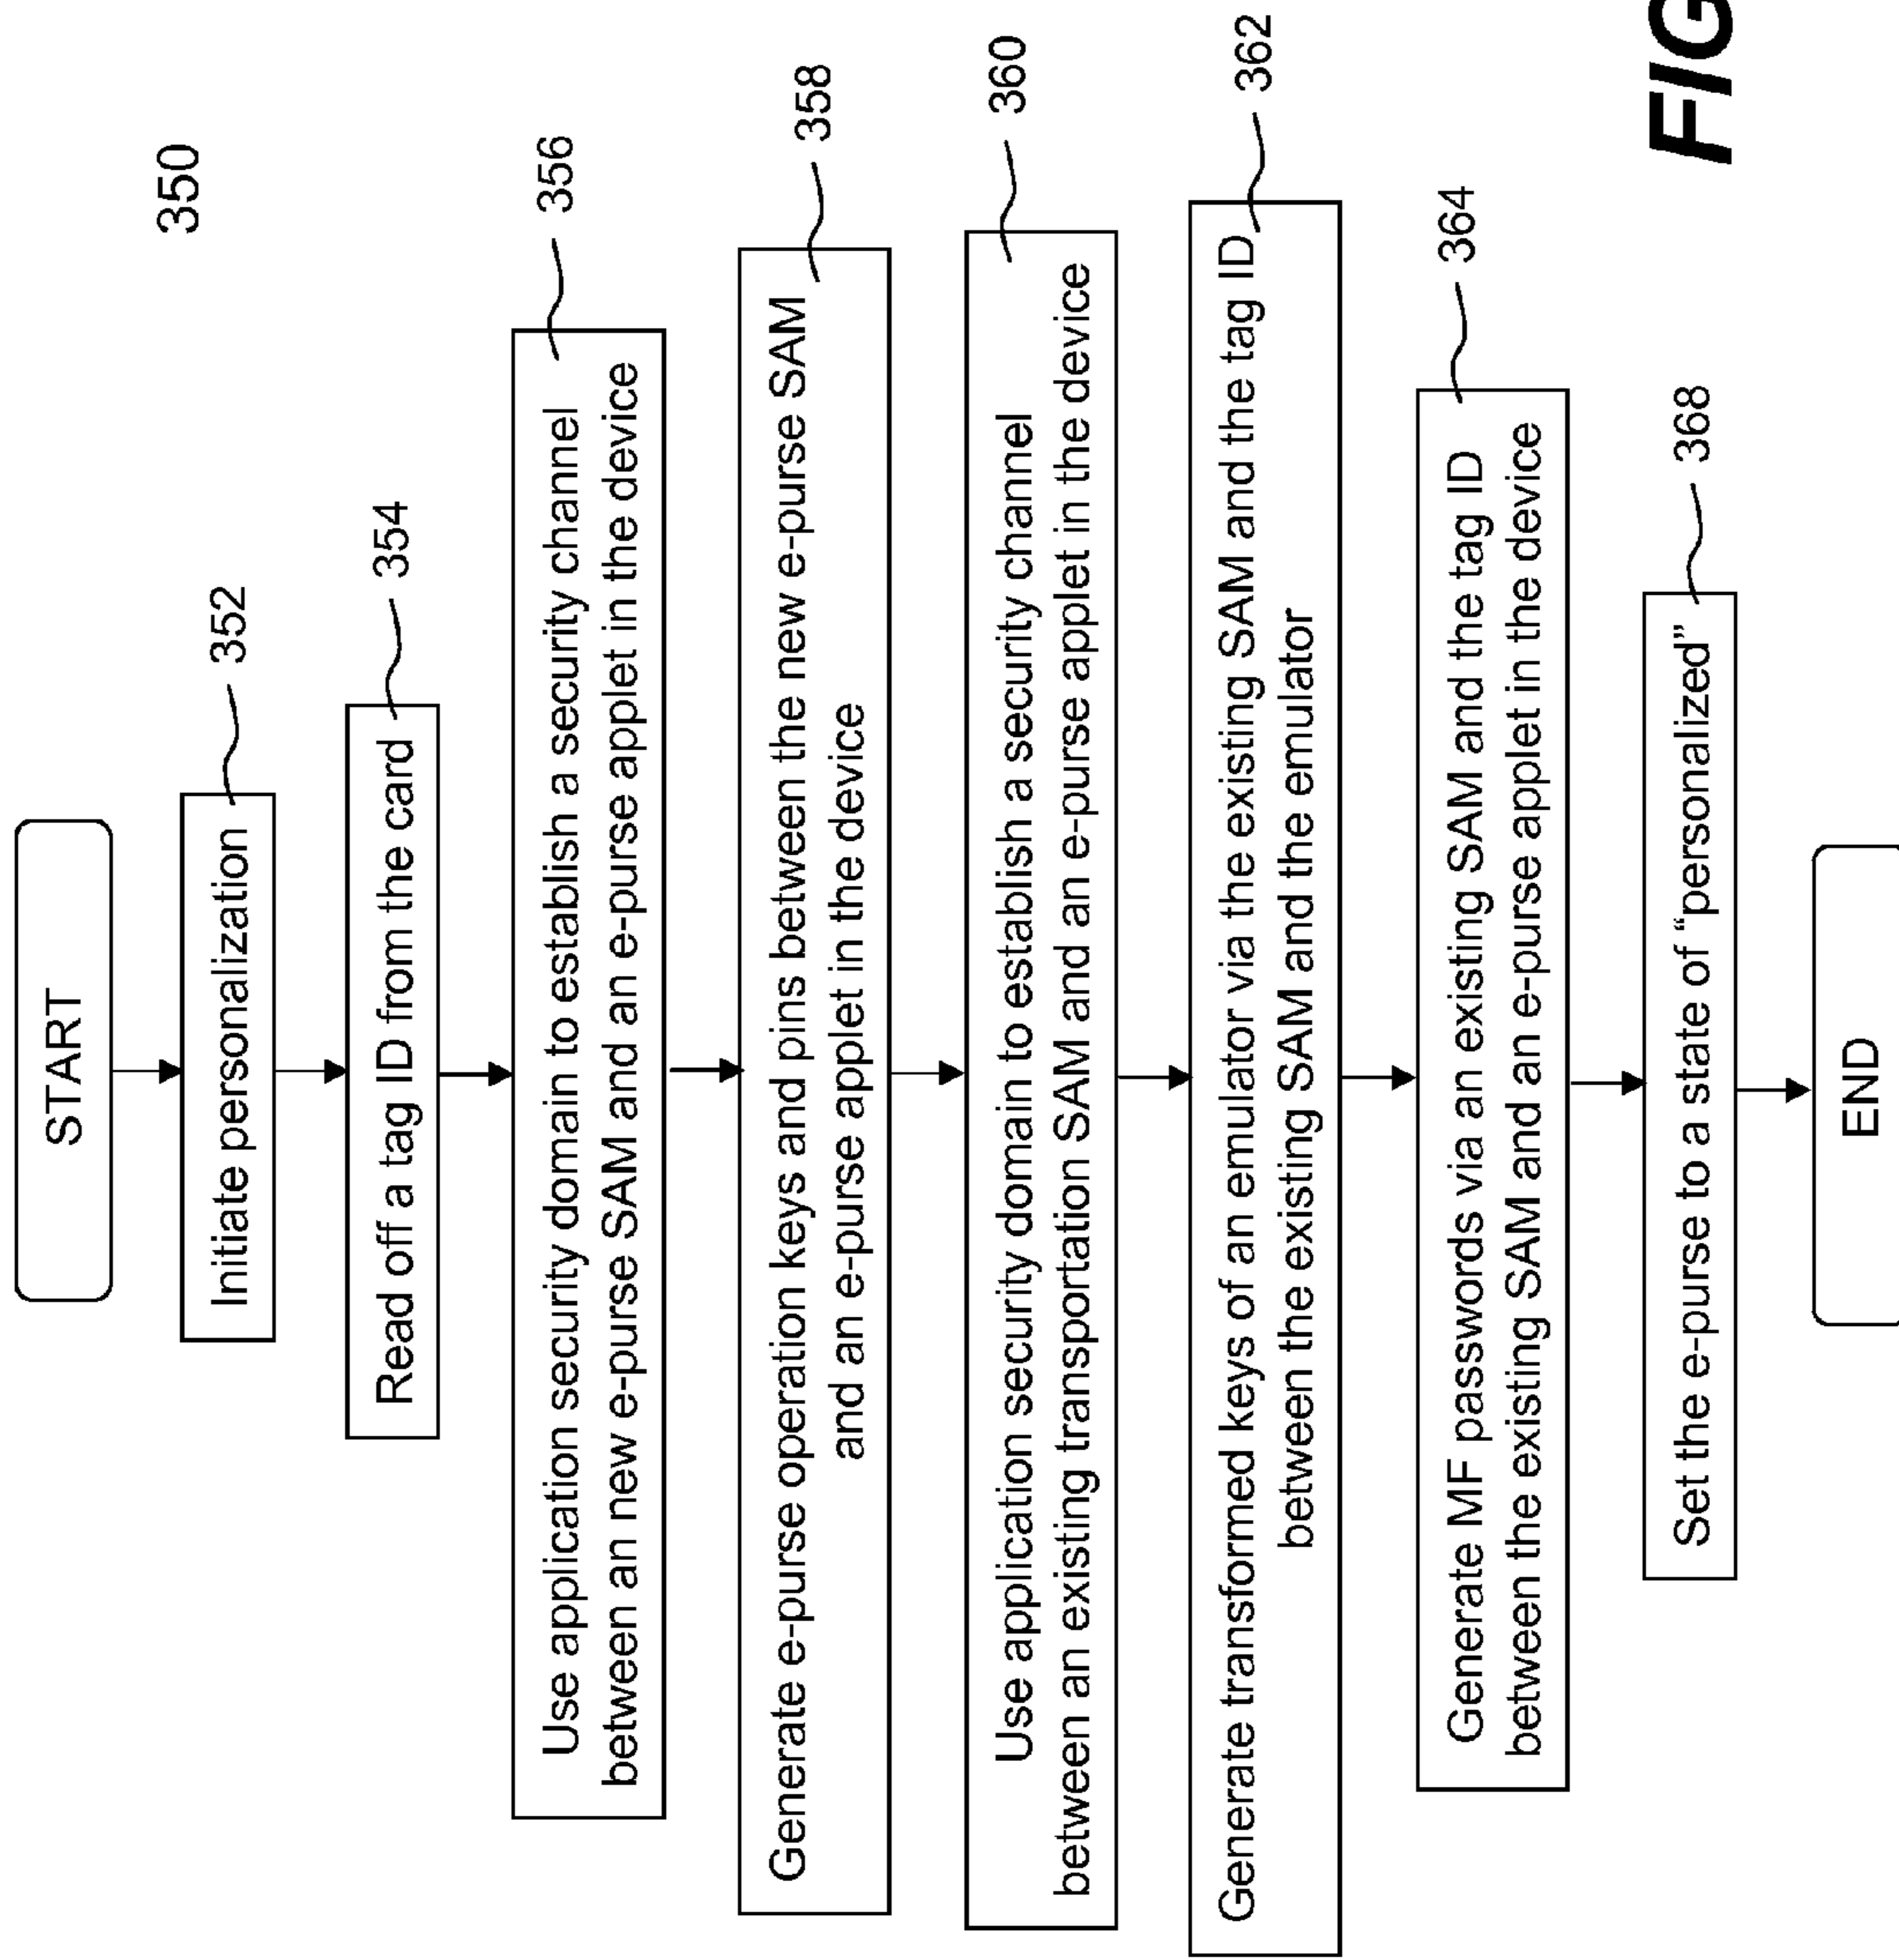 350
START
Initiate personalization
352
Read off a tag ID from the card
354
Use application security domain to establish a security channel
between an new e-purse SAM and an e-purse applet in the device
356
Generate e-purse operation keys and pins between the new e-purse SAM
and an e-purse applet in the device
358
Use application security domain to establish a security channel
between an existing transportation SAM and an e-purse applet in the device
360
Generate transformed keys of an emulator via the existing SAM and the tag ID
between the existing SAM and the emulator
362
Generate MF passwords via an existing SAM and the tag ID
between the existing SAM and an e-purse applet in the device
364
Set the e-purse to a state of “personalized”
368
END
FIG